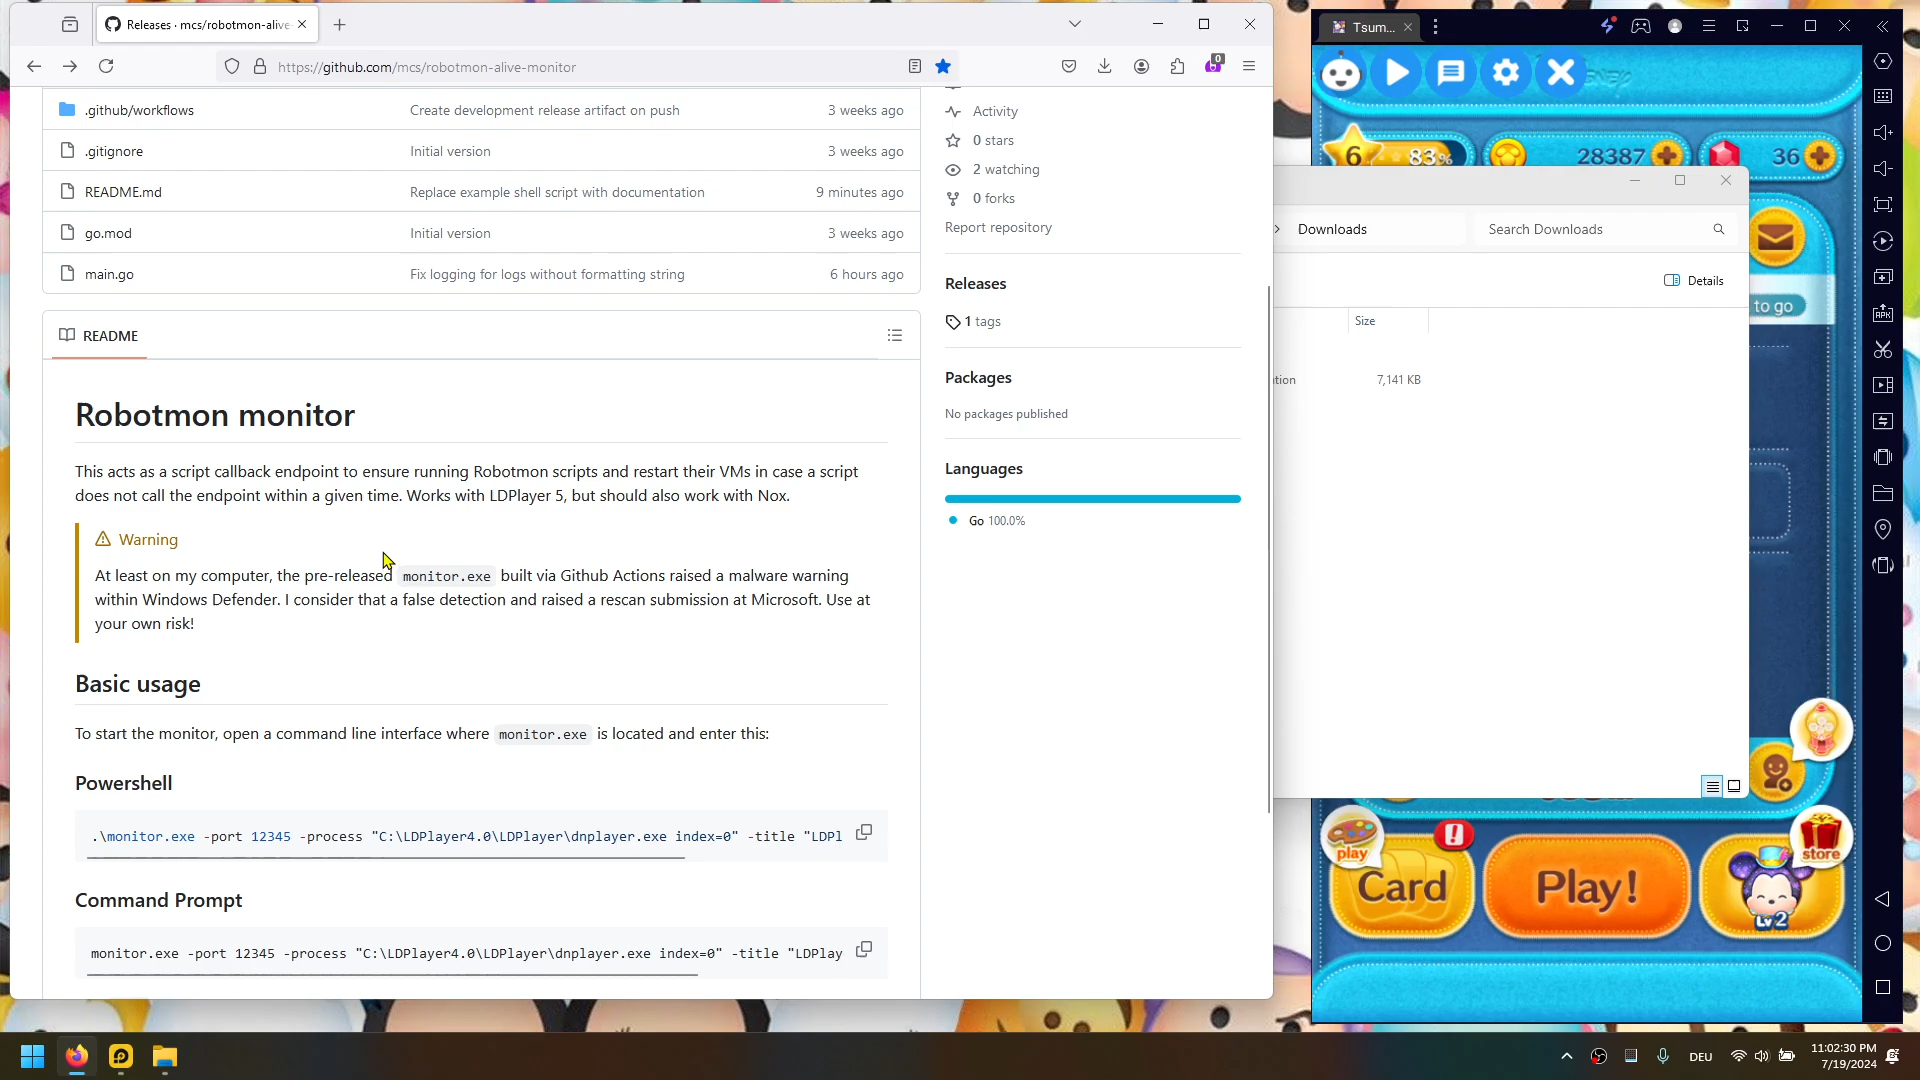 Releases · mcs/robotmon-alive-
https://github.com/mcs/robotmon-alive-monitor
0
.github/workflows
Create development release artifact on push
3 weeks ago
.gitignore
Initial version
3 weeks ago
README.md
Replace example shell script with documentation
9 minutes ago
go.mod
Initial version
3 weeks ago
main.go
Fix logging for logs without formatting string
6 hours ago
README
Robotmon monitor
This acts as a script callback endpoint to ensure running Robotmon scripts and restart their VMs in case a script
does not call the endpoint within a given time. Works with LDPlayer 5, but should also work with Nox.
Warning
At least on my computer, the pre-released monitor.exe built via Github Actions raised a malware warning
within Windows Defender. I consider that a false detection and raised a rescan submission at Microsoft. Use at
your own risk!
Basic usage
To start the monitor, open a command line interface where monitor.exe is located and enter this:
Powershell
.\monitor.exe -port 12345 -process "C:\LDPlayer4.0\LDPlayer\dnplayer.exe index=0" -title "LDPl
Command Prompt
monitor.exe -port 12345 -process "C:\LDPlayer4.0\LDPlayer\dnplayer.exe index=0" -title "LDPlay
Activity
0 stars
2 watching
0 forks
Report repository
Releases
1 tags
Packages
No packages published
Languages
Go 100.0%
Downloads
Search Downloads
Details
Size
tion
7,141 KB
Tsum...
6
83%
28387
36
to go
APK
play
Card
Play!
store
Lv2
DEU
11:02:30 PM
7/19/2024